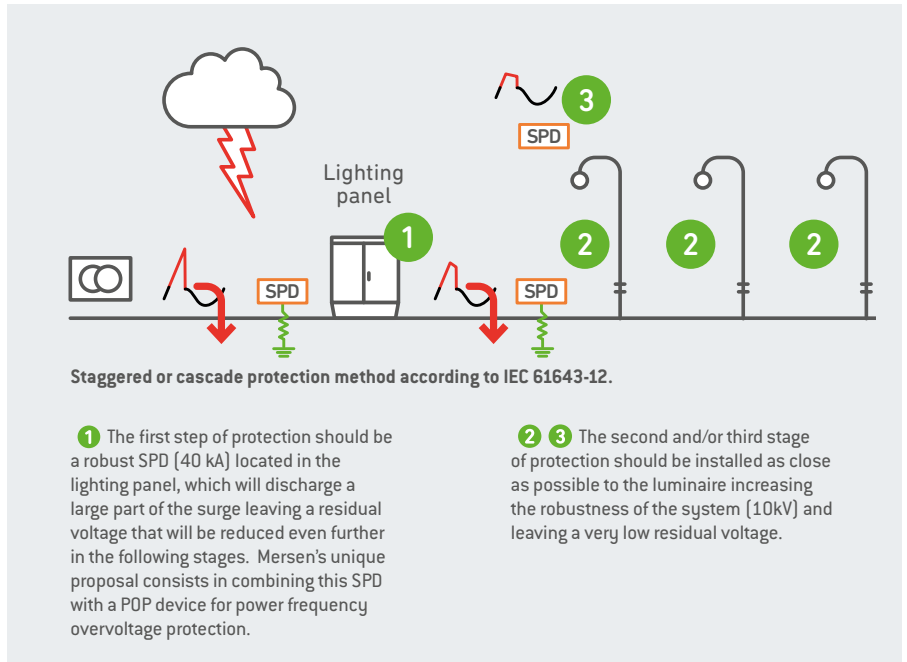 3
SPD
Lighting
panel
1
2
2
2
SPD
SPD
Staggered or cascade protection method according to IEC 61643-12.
1 The first step of protection should be
a robust SPD (40 kA) located in the
lighting panel, which will discharge a
large part of the surge leaving a residual
voltage that will be reduced even further
in the following stages. Mersen's unique
proposal consists in combining this SPD
with a POP device for power frequency
overvoltage protection.
2 3 The second and/or third stage
of protection should be installed as close
as possible to the luminaire increasing
the robustness of the system (10kV) and
leaving a very low residual voltage.